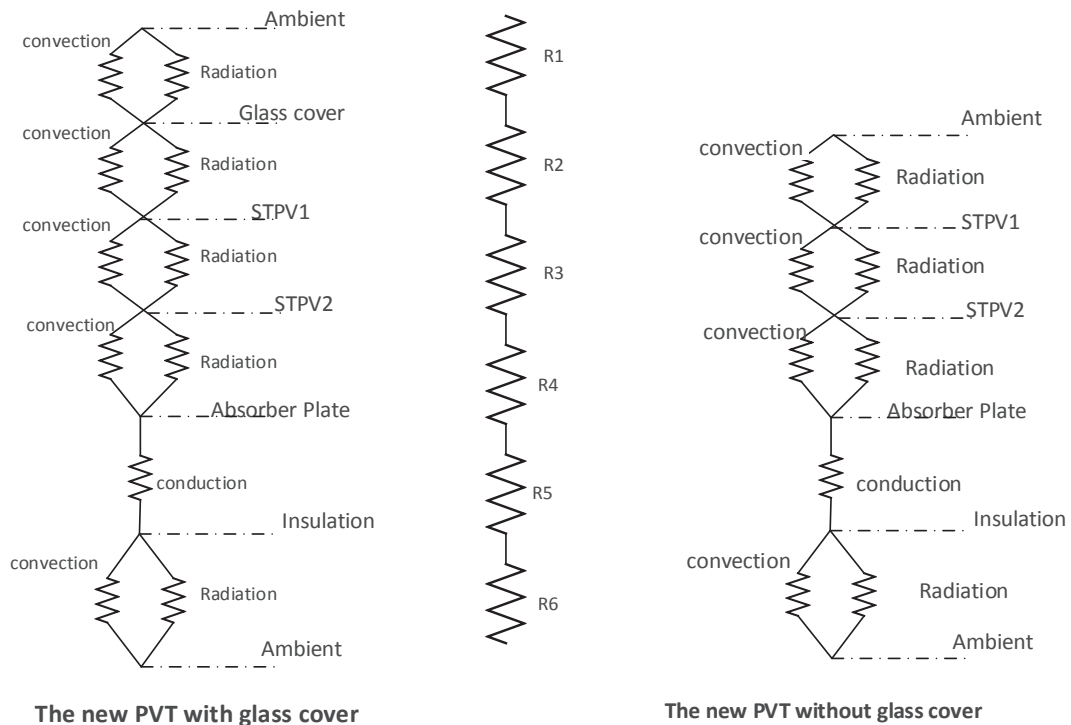 Ambient
convection
Radiation
Glass cover
convection
Radiation
STPV1
convection
Radiation
STPV2
convection
Radiation
Absorber Plate
conduction
Insulation
convection
Radiation
Ambient
The new PVT with glass cover
R1
R2
R3
R4
R5
R6
Ambient
convection
Radiation
STPV1
convection
Radiation
STPV2
convection
Radiation
Absorber Plate
conduction
Insulation
convection
Radiation
Ambient
The new PVT without glass cover